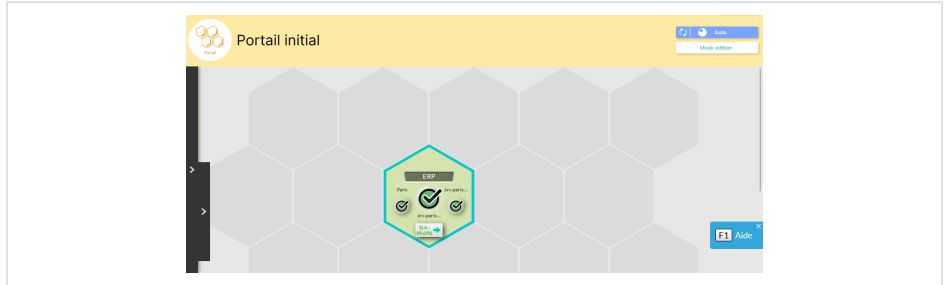 Portail
Portail initial
Auto
Mode édition
ERP
Paris
srv-paris-...
srv-paris-...
SLA:
99.69%
F1 Aide